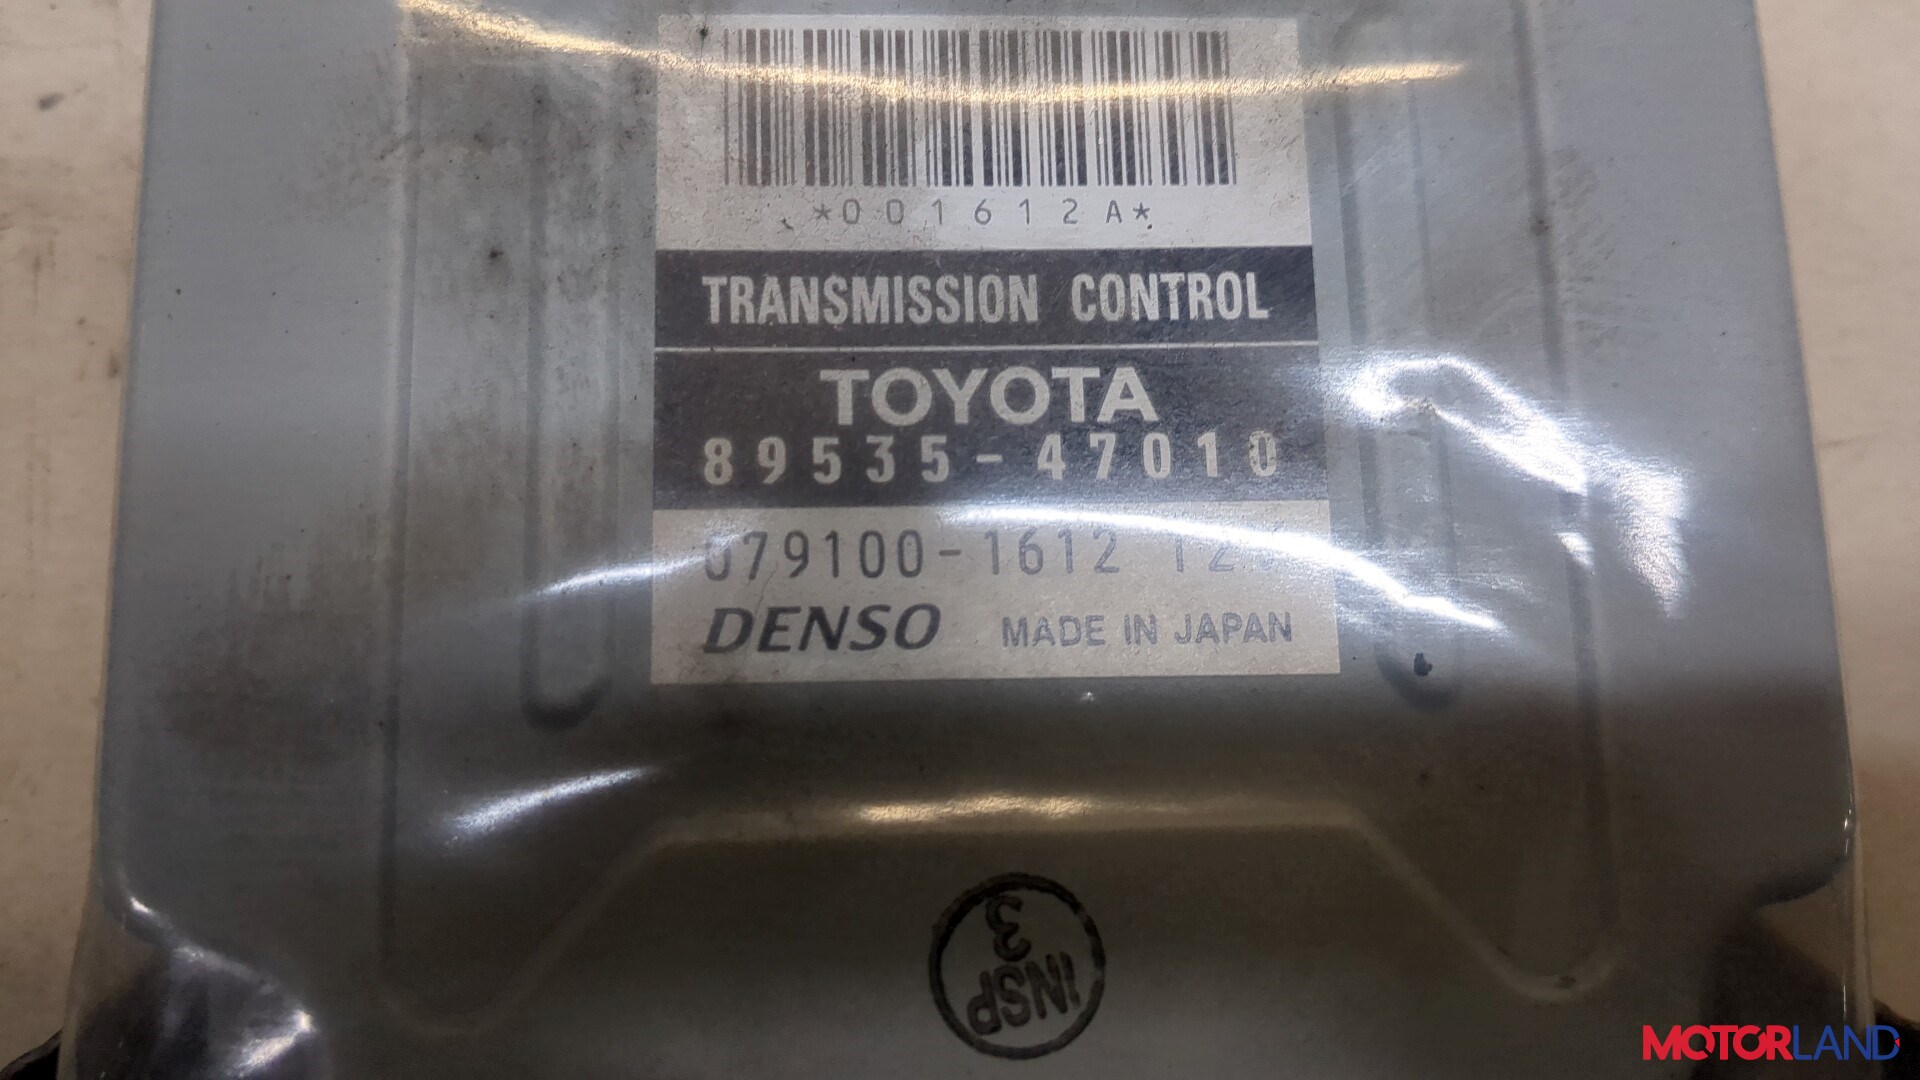 *001612A*
TRANSMISSION CONTROL
TOYOTA
89535-47010
079100-1612
DENSO MADE IN JAPAN
INSP
3
MOTORLAND